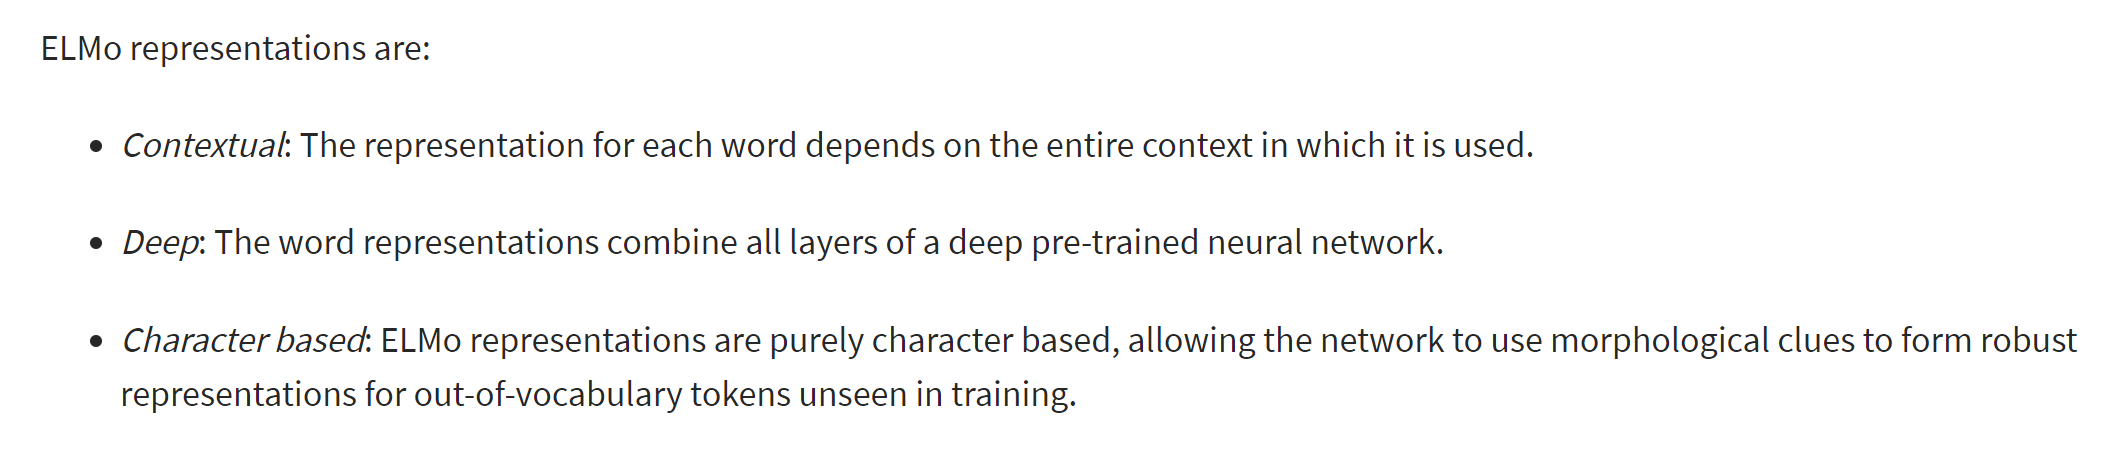 ELMo representations are:
• Contextual: The representation for each word depends on the entire context in which it is used.
• Deep: The word representations combine all layers of a deep pre-trained neural network.
• Character based: ELMo representations are purely character based, allowing the network to use morphological clues to form robust
representations for out-of-vocabulary tokens unseen in training.